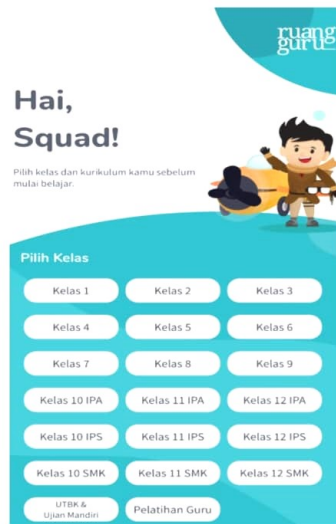 ruang
guru
Hai,
Squad!
Pilih kelas dan kurikulum kamu sebelum
mulai belajar.
Pilih Kelas
Kelas 1 Kelas 2 Kelas 3
Kelas 4 Kelas 5 Kelas 6
Kelas 7 Kelas 8 Kelas 9
Kelas 10 IPA Kelas 11 IPA Kelas 12 IPA
Kelas 10 IPS Kelas 11 IPS Kelas 12 IPS
Kelas 10 SMK Kelas 11 SMK Kelas 12 SMK
UTBK &
Ujian Mandiri Pelatihan Guru